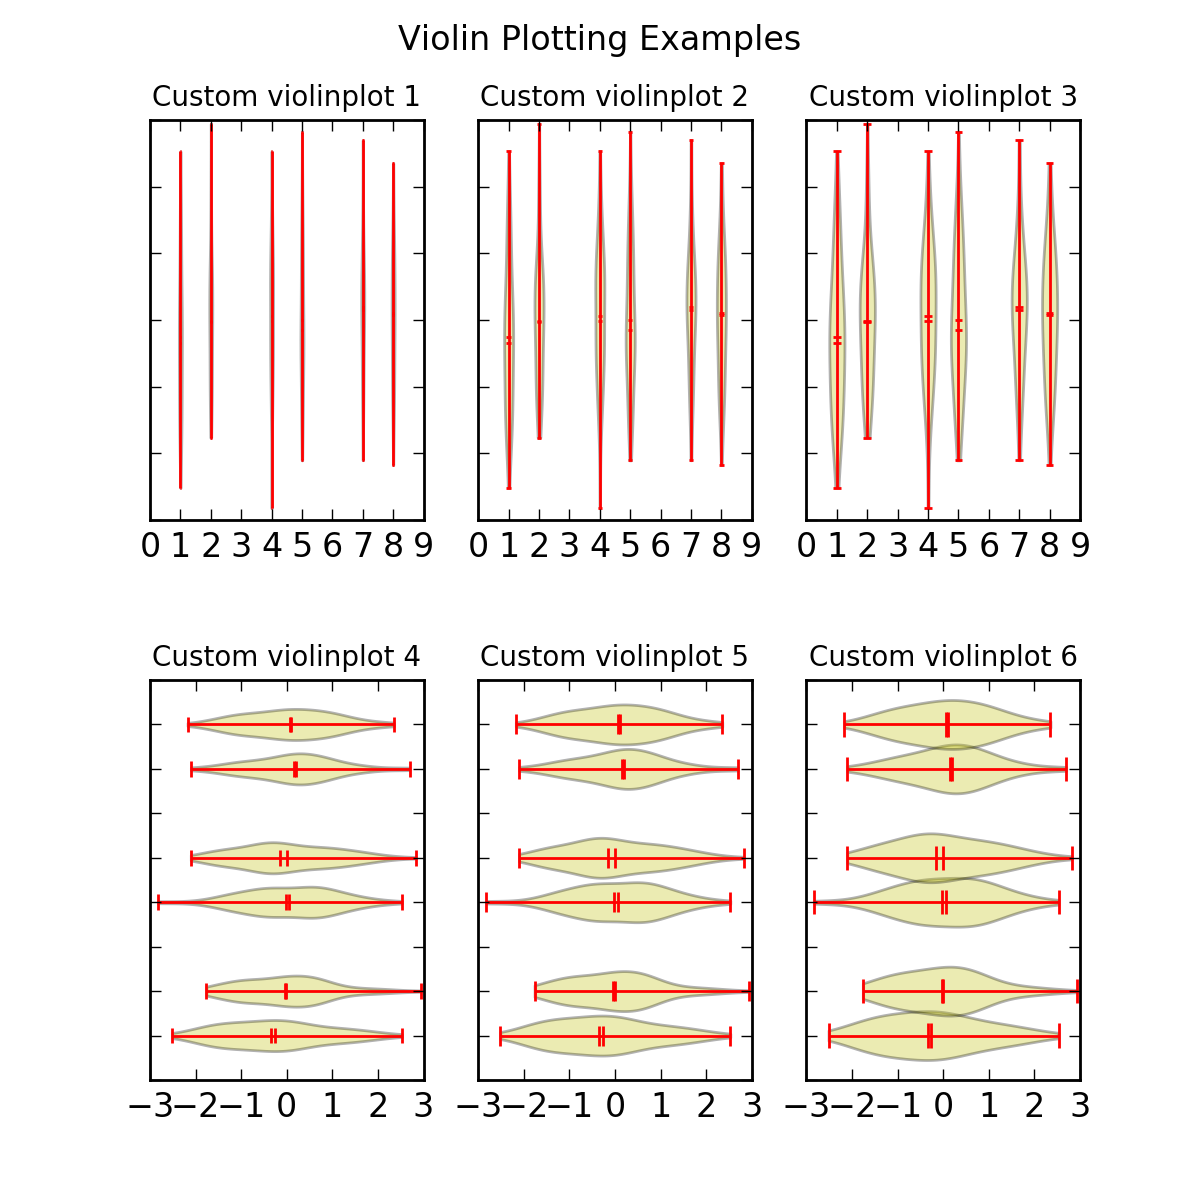 Violin Plotting Examples
Custom violinplot 1 Custom violinplot 2 Custom violinplot 3
0 1 2 3 4 5 6 7 8 9 0 1 2 3 4 5 6 7 8 9 0 1 2 3 4 5 6 7 8 9
Custom violinplot 4 Custom violinplot 5 Custom violinplot 6
−3 −2 −1 0 1 2 3 −3 −2 −1 0 1 2 3 −3 −2 −1 0 1 2 3